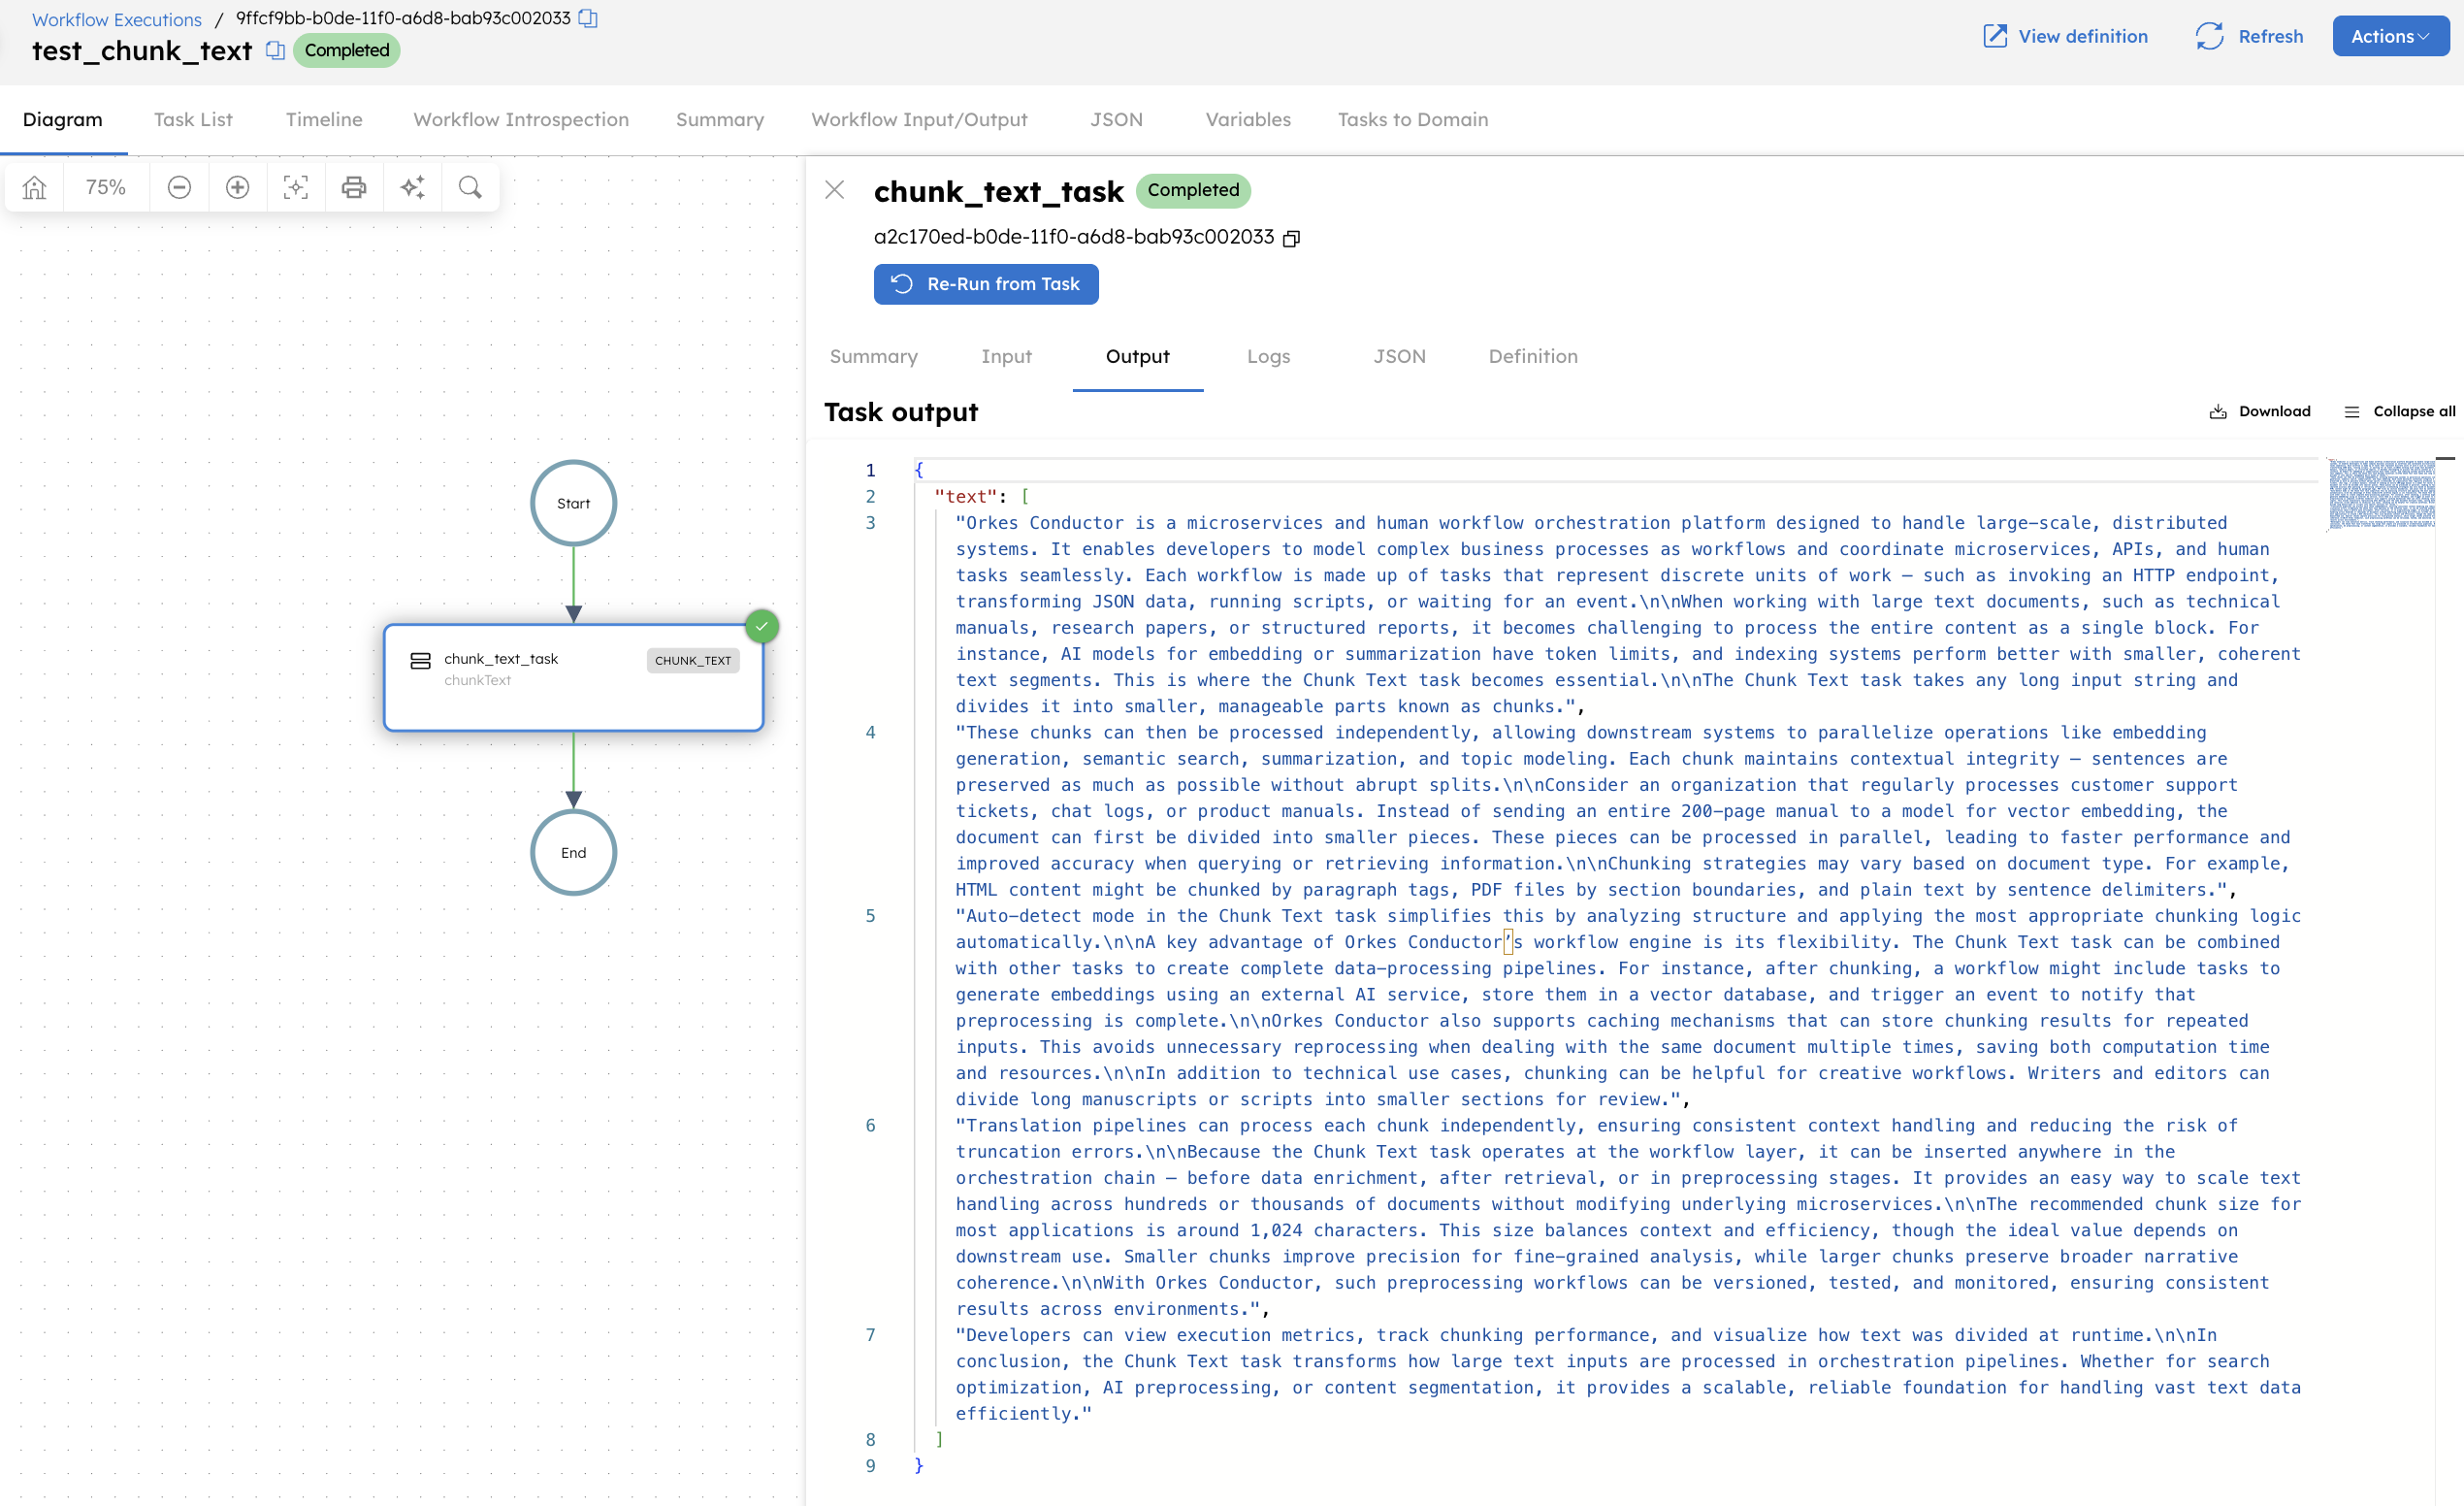 Workflow Executions / 9ffcf9bb-b0de-11f0-a6d8-bab93c002033
test_chunk_text Completed
View definition Refresh Actions
Diagram Task List Timeline Workflow Introspection Summary Workflow Input/Output JSON Variables Tasks to Domain
75%
Start
chunk_text_task CHUNK_TEXT
chunkText
End
chunk_text_task Completed
a2c170ed-b0de-11f0-a6d8-bab93c002033
Re-Run from Task
Summary Input Output Logs JSON Definition
Task output Download Collapse all
1 {
2 "text": [
3 "Orkes Conductor is a microservices and human workflow orchestration platform designed to handle large-scale, distributed
systems. It enables developers to model complex business processes as workflows and coordinate microservices, APIs, and human
tasks seamlessly. Each workflow is made up of tasks that represent discrete units of work — such as invoking an HTTP endpoint,
transforming JSON data, running scripts, or waiting for an event.\n\nWhen working with large text documents, such as technical
manuals, research papers, or structured reports, it becomes challenging to process the entire content as a single block. For
instance, AI models for embedding or summarization have token limits, and indexing systems perform better with smaller, coherent
text segments. This is where the Chunk Text task becomes essential.\n\nThe Chunk Text task takes any long input string and
divides it into smaller, manageable parts known as chunks.",
4 "These chunks can then be processed independently, allowing downstream systems to parallelize operations like embedding
generation, semantic search, summarization, and topic modeling. Each chunk maintains contextual integrity — sentences are
preserved as much as possible without abrupt splits.\n\nConsider an organization that regularly processes customer support
tickets, chat logs, or product manuals. Instead of sending an entire 200-page manual to a model for vector embedding, the
document can first be divided into smaller pieces. These pieces can be processed in parallel, leading to faster performance and
improved accuracy when querying or retrieving information.\n\nChunking strategies may vary based on document type. For example,
HTML content might be chunked by paragraph tags, PDF files by section boundaries, and plain text by sentence delimiters.",
5 "Auto-detect mode in the Chunk Text task simplifies this by analyzing structure and applying the most appropriate chunking logic
automatically.\n\nA key advantage of Orkes Conductor’s workflow engine is its flexibility. The Chunk Text task can be combined
with other tasks to create complete data-processing pipelines. For instance, after chunking, a workflow might include tasks to
generate embeddings using an external AI service, store them in a vector database, and trigger an event to notify that
preprocessing is complete.\n\nOrkes Conductor also supports caching mechanisms that can store chunking results for repeated
inputs. This avoids unnecessary reprocessing when dealing with the same document multiple times, saving both computation time
and resources.\n\nIn addition to technical use cases, chunking can be helpful for creative workflows. Writers and editors can
divide long manuscripts or scripts into smaller sections for review.",
6 "Translation pipelines can process each chunk independently, ensuring consistent context handling and reducing the risk of
truncation errors.\n\nBecause the Chunk Text task operates at the workflow layer, it can be inserted anywhere in the
orchestration chain — before data enrichment, after retrieval, or in preprocessing stages. It provides an easy way to scale text
handling across hundreds or thousands of documents without modifying underlying microservices.\n\nThe recommended chunk size for
most applications is around 1,024 characters. This size balances context and efficiency, though the ideal value depends on
downstream use. Smaller chunks improve precision for fine-grained analysis, while larger chunks preserve broader narrative
coherence.\n\nWith Orkes Conductor, such preprocessing workflows can be versioned, tested, and monitored, ensuring consistent
results across environments.",
7 "Developers can view execution metrics, track chunking performance, and visualize how text was divided at runtime.\n\nIn
conclusion, the Chunk Text task transforms how large text inputs are processed in orchestration pipelines. Whether for search
optimization, AI preprocessing, or content segmentation, it provides a scalable, reliable foundation for handling vast text data
efficiently."
8 ]
9 }